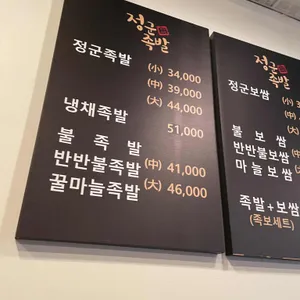 정군
족발
정군족발 (小) 34,000
(中) 39,000
(大) 44,000
냉채족발 51,000
불족발
반반불족발 (中) 41,000
꿀마늘족발 (大) 46,000
정군
족발
정군보쌈 (小)
(中)
(大)
불보쌈
반반불보쌈
마늘보쌈
족발+보쌈
(족보세트)